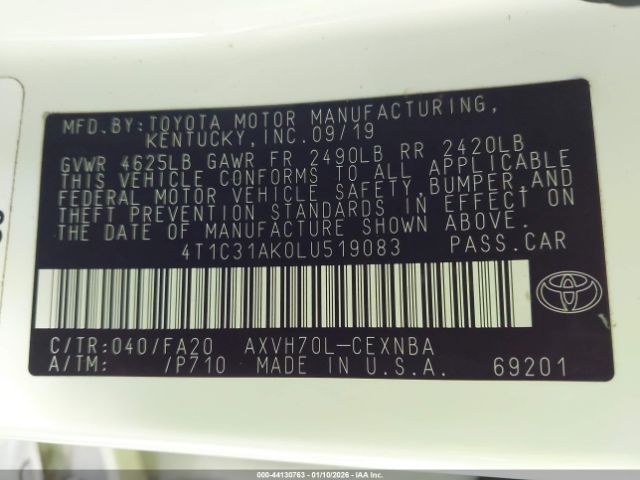 MFD.BY:TOYOTA MOTOR MANUFACTURING,
KENTUCKY,INC.09/19
GVWR 4625LB GAWR FR 2490LB RR 2420LB
THIS VEHICLE CONFORMS TO ALL APPLICABLE
FEDERAL MOTOR VEHICLE SAFETY,BUMPER,AND
THEFT PREVENTION STANDARDS IN EFFECT ON
THE DATE OF MANUFACTURE SHOWN ABOVE.
4T1C31AK0LU519083 PASS.CAR
C/TR:040/FA20 AXVH70L-CEXNBA
A/TM: /P710 MADE IN U.S.A. 69201
000-44130763 - 01/10/2026 - IAA Inc.